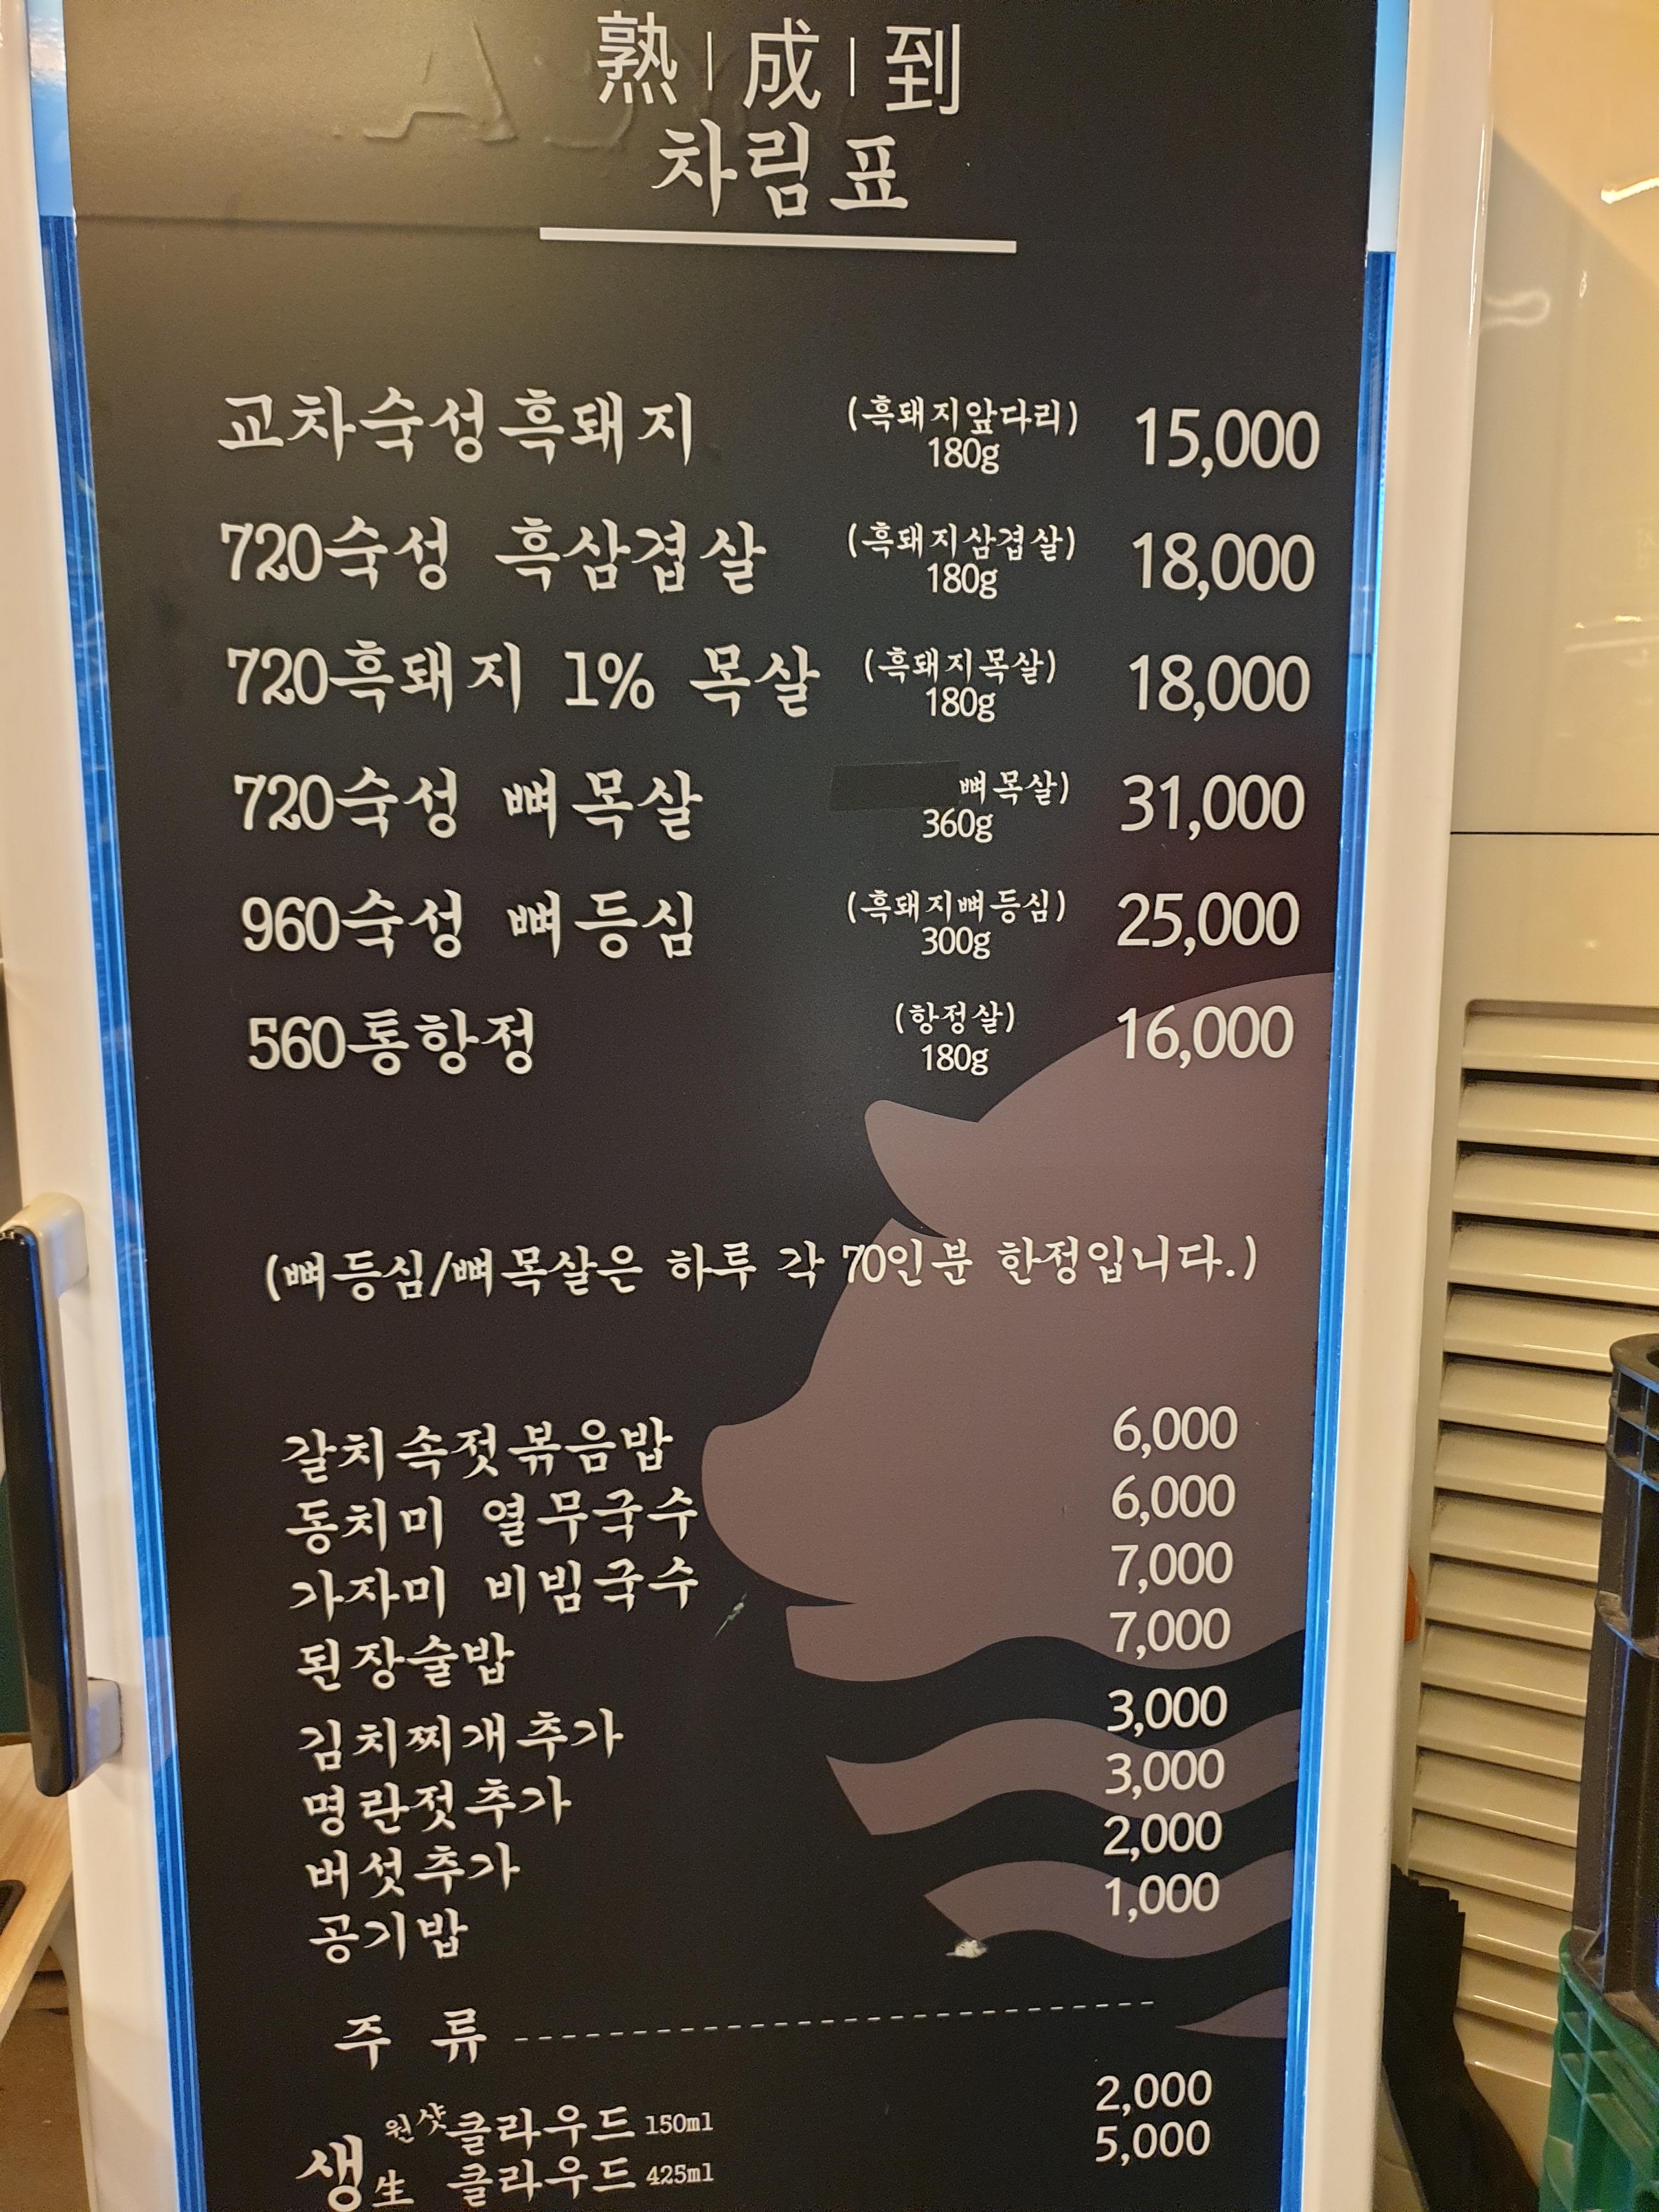 熟|成|到
차림표
교차숙성흑돼지 (흑돼지앞다리) 180g 15,000
720숙성 흑삼겹살 (흑돼지삼겹살) 180g 18,000
720흑돼지 1% 목살 (흑돼지목살) 180g 18,000
720숙성 뼈목살 뼈목살) 360g 31,000
960숙성 뼈등심 (흑돼지뼈등심) 300g 25,000
560통항정 (항정살) 180g 16,000
(뼈등심/뼈목살은 하루 각 70인분 한정입니다.)
갈치속젓볶음밥 6,000
동치미 열무국수 6,000
가자미 비빔국수 7,000
된장술밥 7,000
김치찌개추가 3,000
명란젓추가 3,000
버섯추가 2,000
공기밥 1,000
주 류
생生 원샷클라우드 150ml 2,000
클라우드 425ml 5,000